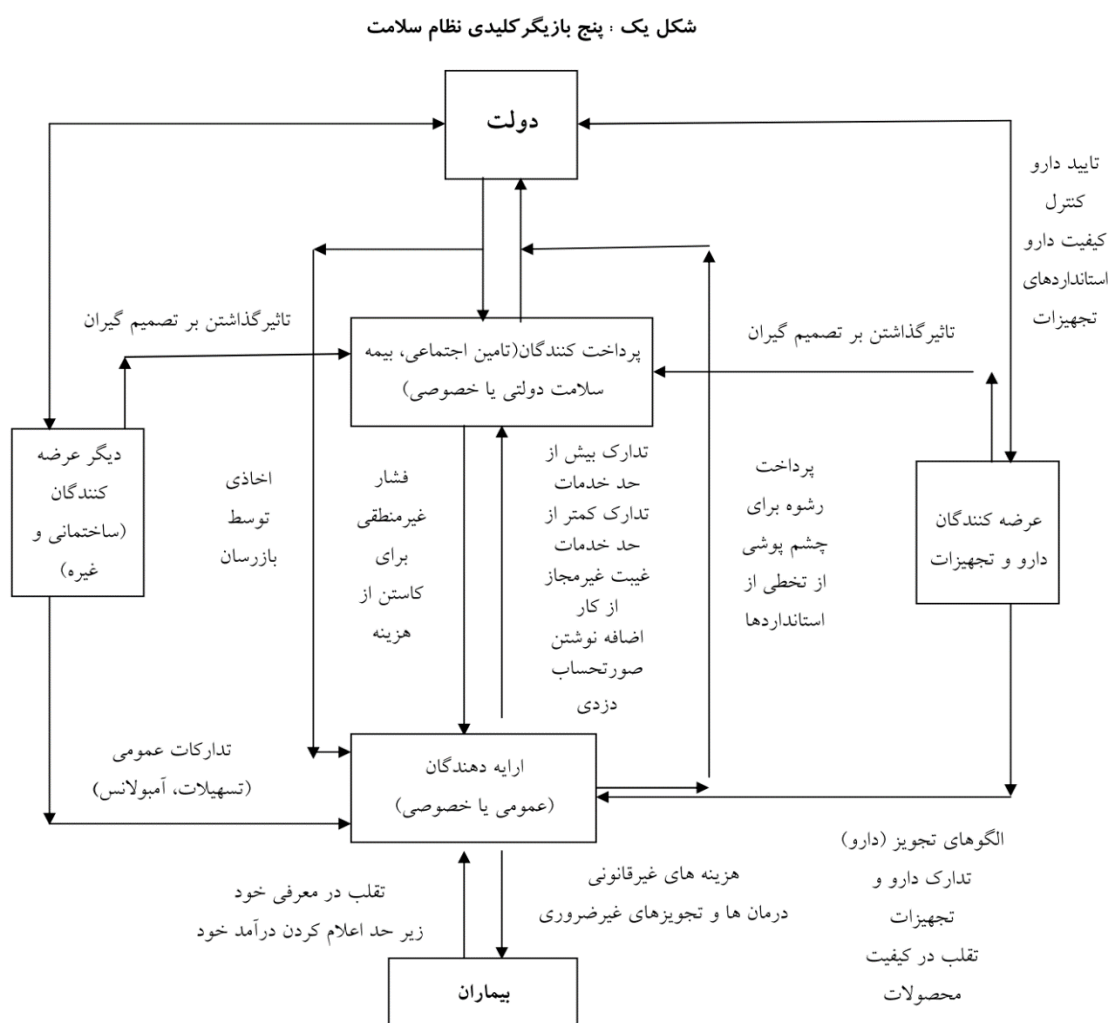 شکل یک : پنج بازیگر کلیدی نظام سلامت
دولت
تایید دارو
کنترل
کیفیت دارو
استانداردهای
تجهیزات
تاثیرگذاشتن بر تصمیم گیران
تاثیرگذاشتن بر تصمیم گیران
پرداخت کنندگان(تامین اجتماعی، بیمه
سلامت دولتی یا خصوصی)
عرضه کنندگان
دارو و تجهیزات
پرداخت
رشوه برای
چشم پوشی
از تخطی از
استانداردها
تدارک بیش از
حد خدمات
تدارک کمتر از
حد خدمات
غیبت غیرمجاز
از کار
اضافه نوشتن
صورتحساب
دزدی
فشار
غیرمنطقی
برای
کاستن از
هزینه
اخاذی
توسط
بازرسان
دیگر عرضه
کنندگان
(ساختمانی و
غیره)
تدارکات عمومی
(تسهیلات، آمبولانس)
ارایه دهندگان
(عمومی یا خصوصی)
الگوهای تجویز (دارو)
تدارک دارو و
تجهیزات
تقلب در کیفیت
محصولات
هزینه های غیرقانونی
درمان ها و تجویزهای غیرضروری
تقلب در معرفی خود
زیر حد اعلام کردن درآمد خود
بیماران